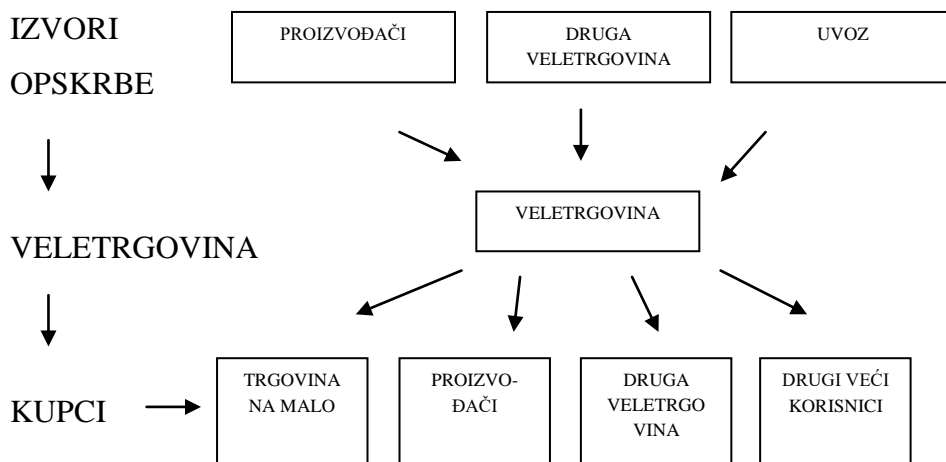 IZVORI
OPSKRBE
PROIZVOĐAČI
DRUGA
VELETRGOVINA
UVOZ
VELETRGOVINA
VELETRGOVINA
KUPCI
TRGOVINA
NA MALO
PROIZVO-
ĐAČI
DRUGA
VELETRGO
VINA
DRUGI VEĆI
KORISNICI